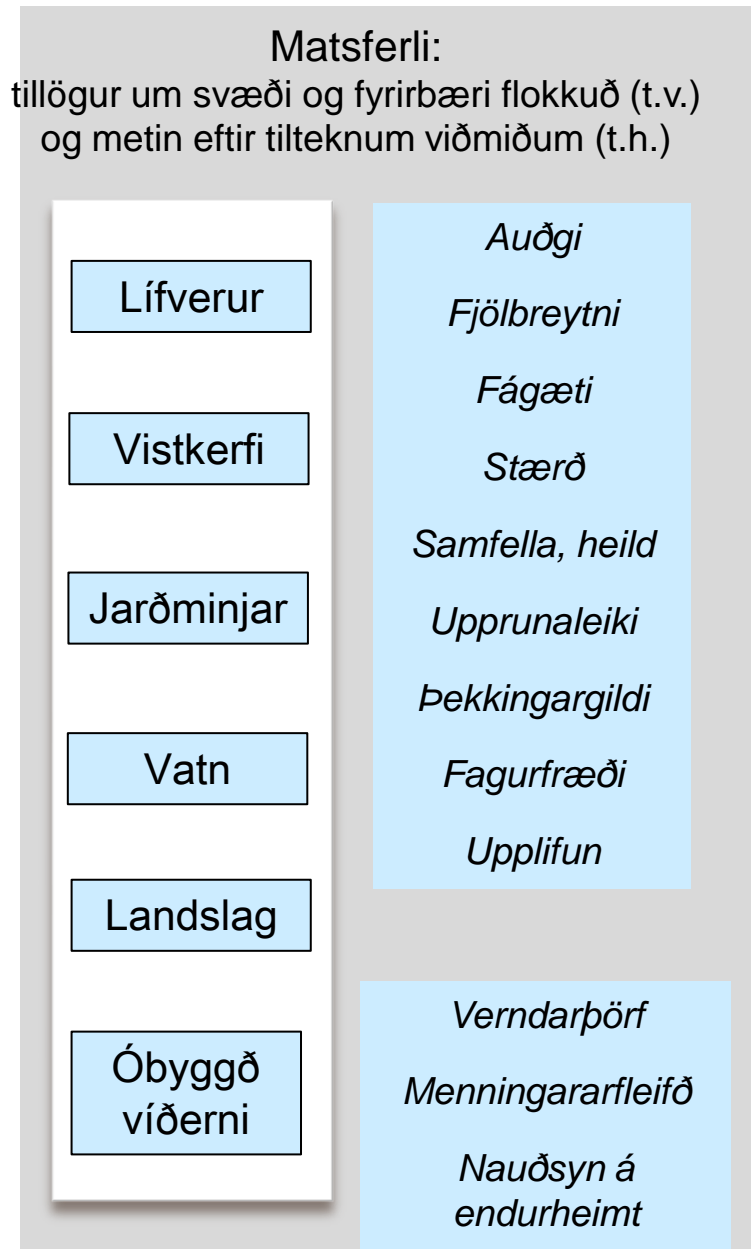 Matsferli:
tillögur um svæði og fyrirbæri flokkuð (t.v.)
og metin eftir tilteknum viðmiðum (t.h.)
Lífverur
Vistkerfi
Jarðminjar
Vatn
Landslag
Óbyggð
víðerni
Auðgi
Fjölbreytni
Fágæti
Stærð
Samfella, heild
Upprunaleiki
Þekkingargildi
Fagurfræði
Upplifun
Verndarþörf
Menningararfleifð
Nauðsyn á
endurheimt